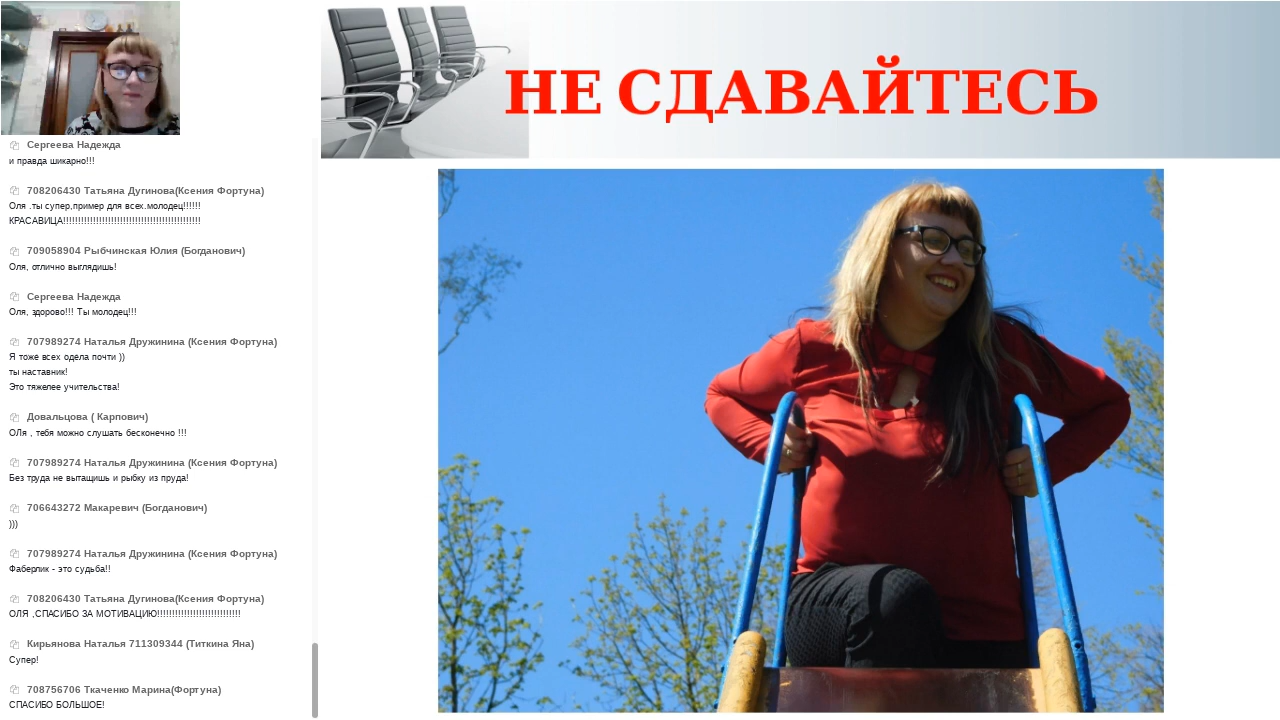 НЕ СДАВАЙТЕСЬ
Сергеева Надежда
и правда шикарно!!!
708206430 Татьяна Дугинова(Ксения Фортуна)
Оля .ты супер,пример для всех.молодец!!!!!!
КРАСАВИЦА!!!!!!!!!!!!!!!!!!!!!!!!!!!!!!!!!!!!!!!!!!!!!!
709058904 Рыбчинская Юлия (Богданович)
Оля, отлично выглядишь!
Сергеева Надежда
Оля, здорово!!! Ты молодец!!!
707989274 Наталья Дружинина (Ксения Фортуна)
Я тоже всех одела почти ))
ты наставник!
Это тяжелее учительства!
Довальцова ( Карпович)
ОЛя , тебя можно слушать бесконечно !!!
707989274 Наталья Дружинина (Ксения Фортуна)
Без труда не вытащишь и рыбку из пруда!
706643272 Макаревич (Богданович)
)))
707989274 Наталья Дружинина (Ксения Фортуна)
Фаберлик - это судьба!!
708206430 Татьяна Дугинова(Ксения Фортуна)
ОЛЯ ,СПАСИБО ЗА МОТИВАЦИЮ!!!!!!!!!!!!!!!!!!!!!!!!!!!!
Кирьянова Наталья 711309344 (Титкина Яна)
Супер!
708756706 Ткаченко Марина(Фортуна)
СПАСИБО БОЛЬШОЕ!